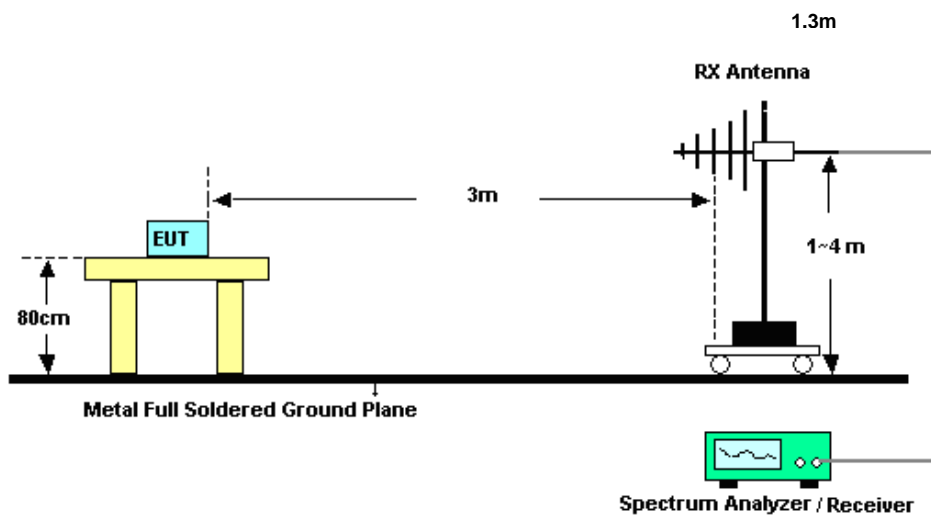 1.3m
RX Antenna
3m
EUT
1~4 m
80cm
Metal Full Soldered Ground Plane
Spectrum Analyzer / Receiver